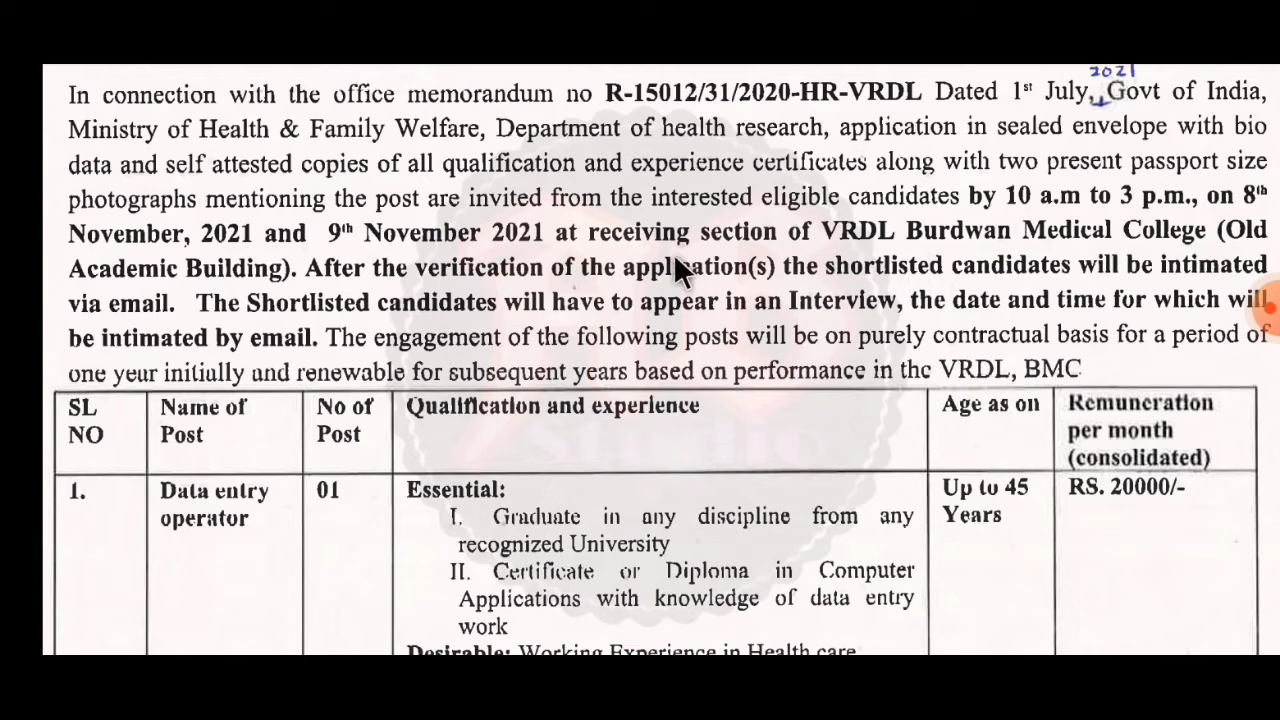 2021
In connection with the office memorandum no R-15012/31/2020-HR-VRDL Dated 1st July, Govt of India,
Ministry of Health & Family Welfare, Department of health research, application in sealed envelope with bio
data and self attested copies of all qualification and experience certificates along with two present passport size
photographs mentioning the post are invited from the interested eligible candidates by 10 a.m to 3 p.m., on 8th
November, 2021 and 9th November 2021 at receiving section of VRDL Burdwan Medical College (Old
Academic Building). After the verification of the application(s) the shortlisted candidates will be intimated
via email. The Shortlisted candidates will have to appear in an Interview, the date and time for which will
be intimated by email. The engagement of the following posts will be on purely contractual basis for a period of
one year initially and renewable for subsequent years based on performance in the VRDL, BMC
SL NO
Name of Post
No of Post
Qualification and experience
Age as on
Remuneration per month (consolidated)
1.
Data entry operator
01
Essential:
I. Graduate in any discipline from any
recognized University
II. Certificate or Diploma in Computer
Applications with knowledge of data entry
work
Desirable: Working Experience in Health care
Up to 45 Years
RS. 20000/-